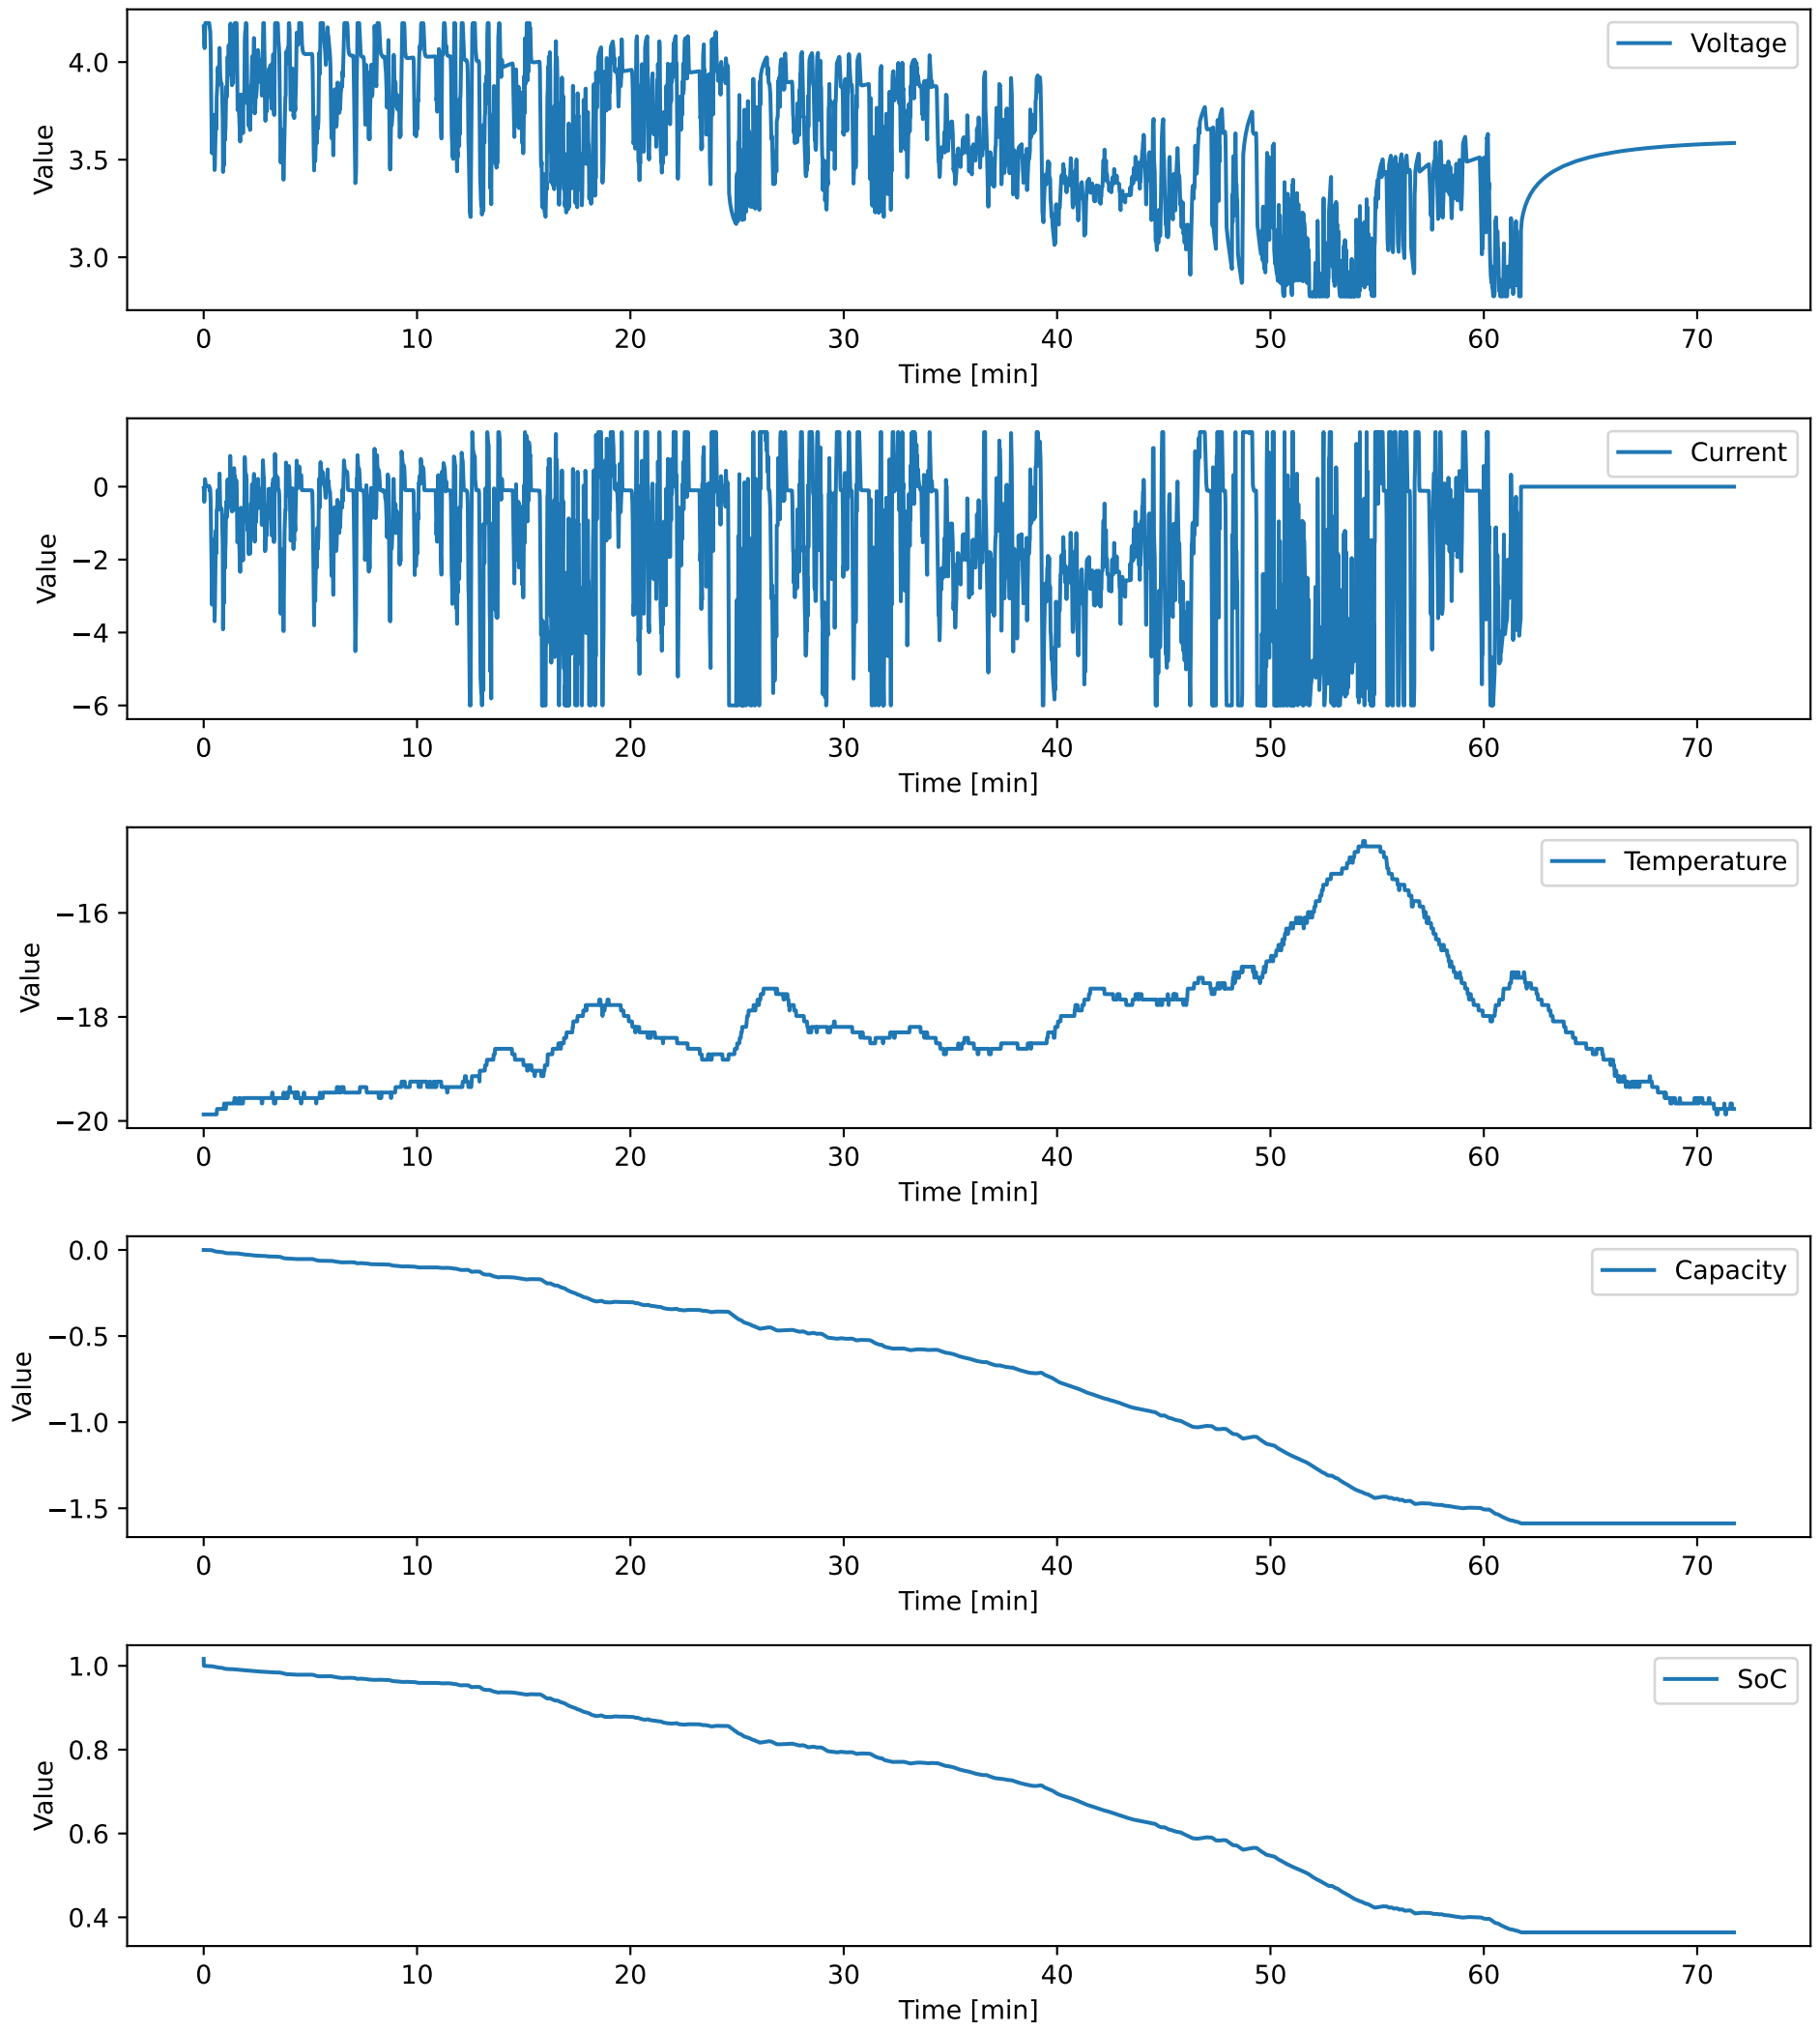 Voltage
4.0
3.5
3.0
Value
0 10 20 30 40 50 60 70
Time [min]
Current
0
−2
−4
−6
Value
0 10 20 30 40 50 60 70
Time [min]
Temperature
−16
−18
−20
Value
0 10 20 30 40 50 60 70
Time [min]
Capacity
0.0
−0.5
−1.0
−1.5
Value
0 10 20 30 40 50 60 70
Time [min]
SoC
1.0
0.8
0.6
0.4
Value
0 10 20 30 40 50 60 70
Time [min]